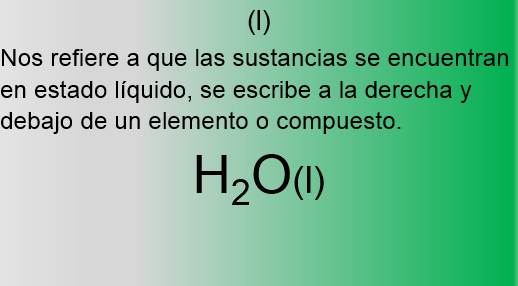 (l)
Nos refiere a que las sustancias se encuentran
en estado líquido, se escribe a la derecha y
debajo de un elemento o compuesto.
H₂O(l)